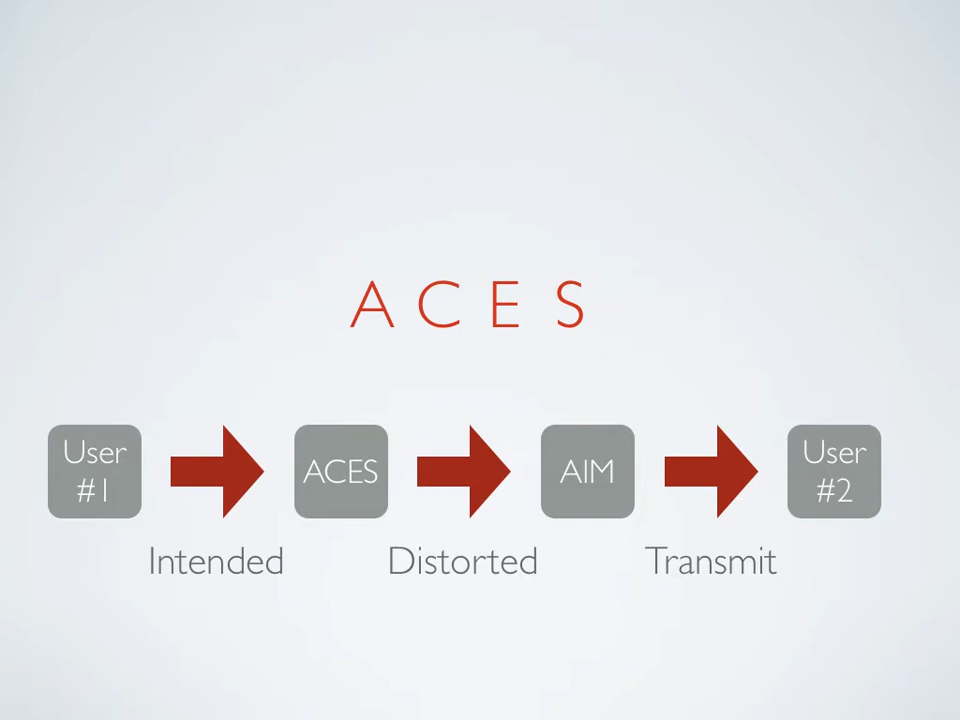 A C E S
User
#1
ACES
AIM
User
#2
Intended
Distorted
Transmit